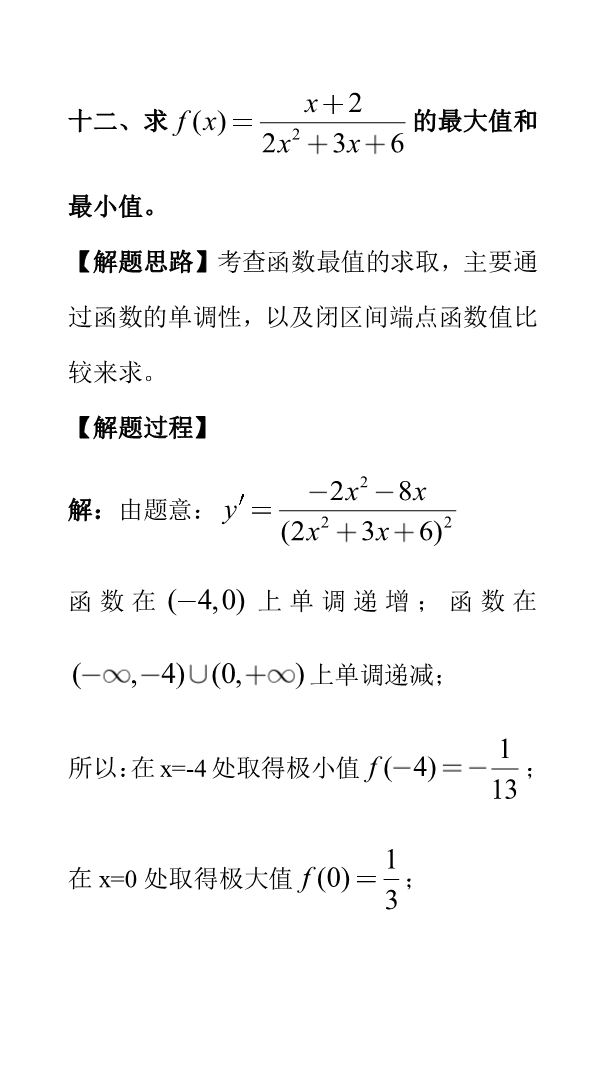 十二、求 f(x) = \frac{x+2}{2x^2+3x+6} 的最大值和
最小值。
【解题思路】考查函数最值的求取，主要通
过函数的单调性，以及闭区间端点函数值比
较来求。
【解题过程】
解：由题意： y' = \frac{-2x^2-8x}{(2x^2+3x+6)^2}
函数在 (-4,0) 上单调递增；函数在
(-∞,-4)∪(0,+∞) 上单调递减；
所以：在 x=-4 处取得极小值 f(-4) = -\frac{1}{13}；
在 x=0 处取得极大值 f(0) = \frac{1}{3}；